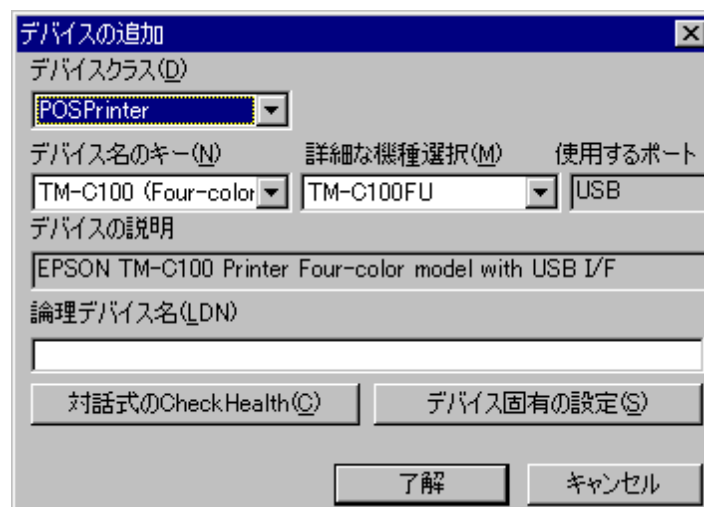 デバイスの追加
デバイスクラス(D)
POSPrinter
デバイス名のキー(N) 詳細な機種選択(M) 使用するポート
TM-C100 (Four-color TM-C100FU USB
デバイスの説明
EPSON TM-C100 Printer Four-color model with USB I/F
論理デバイス名(LDN)
対話式のCheckHealth(C) デバイス固有の設定(S)
了解 キャンセル